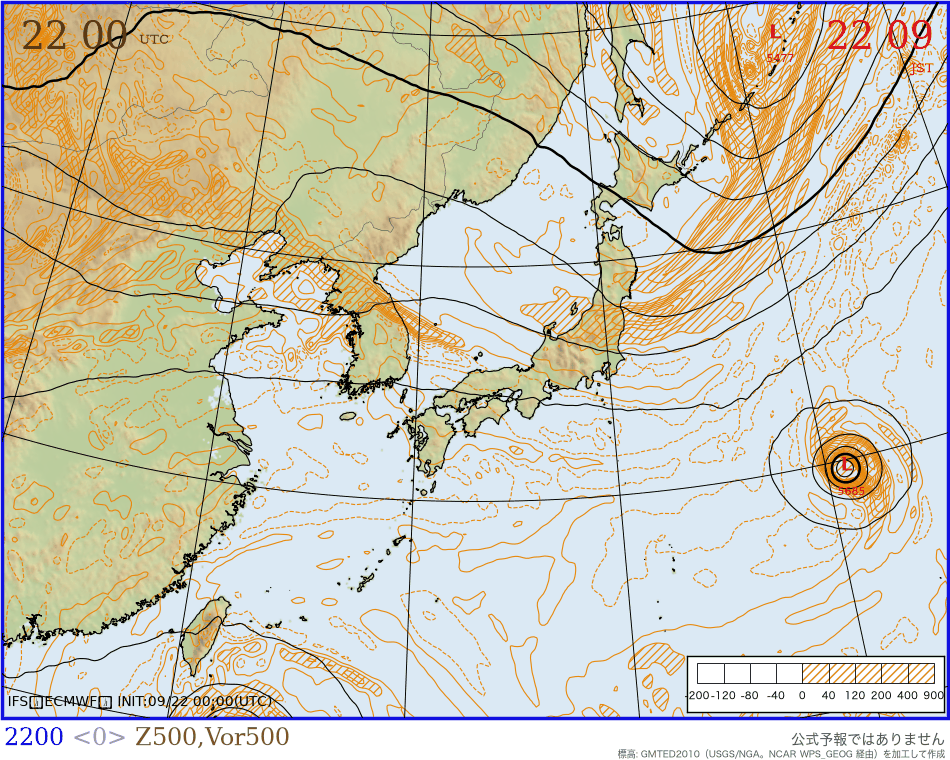 22 00 UTC
22 09
JST
L
5477
L
5685
-200 -120 -80 -40 0 40 120 200 400 900
IFS□ECMWF□ INIT:09/22 00:00(UTC)
2200 <0> Z500,Vor500
公式予報ではありません
標高: GMTED2010（USGS/NGA。NCAR WPS_GEOG 経由）を加工して作成